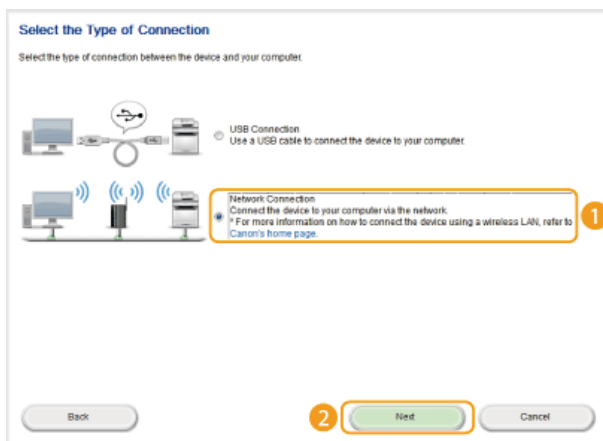 Select the Type of Connection
Select the type of connection between the device and your computer.
USB Connection
Use a USB cable to connect the device to your computer.
Network Connection
Connect the device to your computer via the network.
* For more information on how to connect the device using a wireless LAN, refer to
Canon's home page.
1
Back
2
Next
Cancel